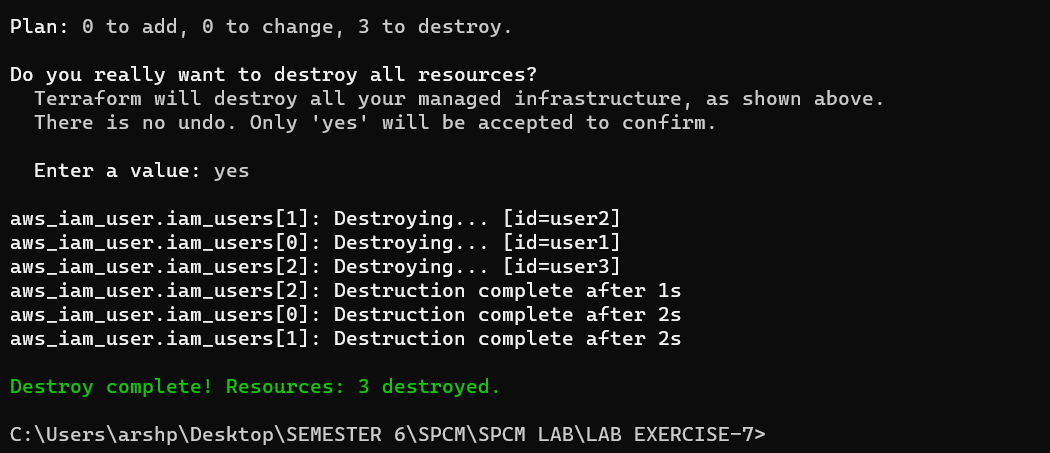 Plan: 0 to add, 0 to change, 3 to destroy.
Do you really want to destroy all resources?
Terraform will destroy all your managed infrastructure, as shown above.
There is no undo. Only 'yes' will be accepted to confirm.
Enter a value: yes
aws_iam_user.iam_users[1]: Destroying... [id=user2]
aws_iam_user.iam_users[0]: Destroying... [id=user1]
aws_iam_user.iam_users[2]: Destroying... [id=user3]
aws_iam_user.iam_users[2]: Destruction complete after 1s
aws_iam_user.iam_users[0]: Destruction complete after 2s
aws_iam_user.iam_users[1]: Destruction complete after 2s
Destroy complete! Resources: 3 destroyed.
C:\Users\arshp\Desktop\SEMESTER 6\SPCM\SPCM LAB\LAB EXERCISE-7>